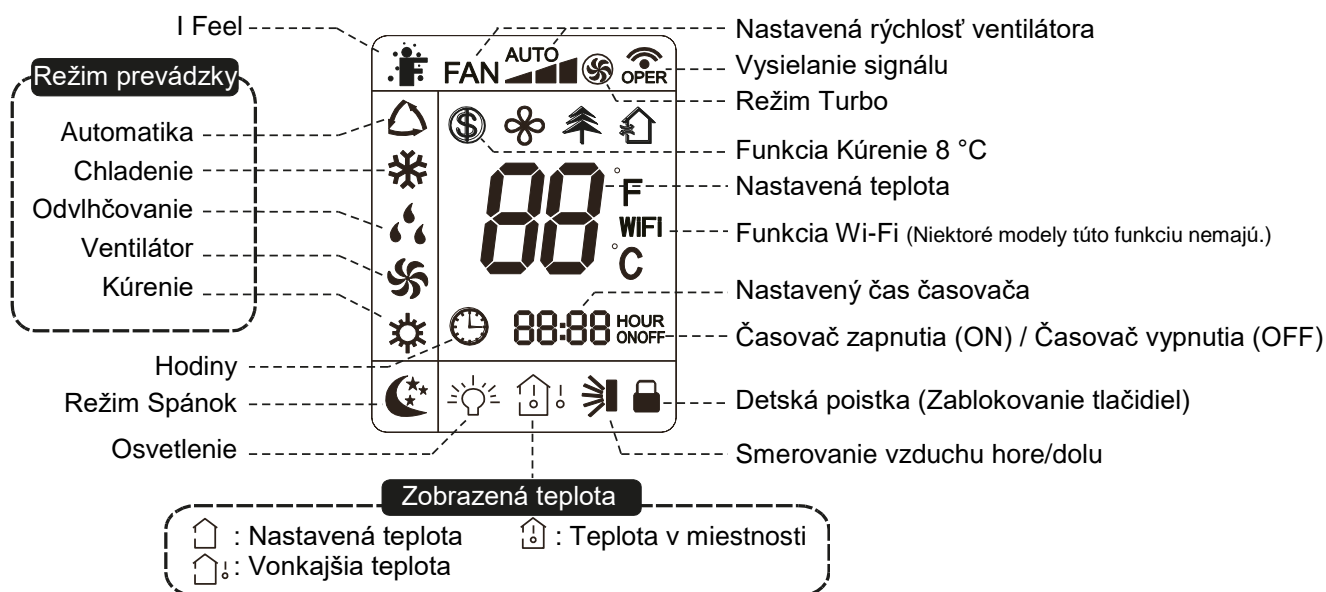 I Feel
Režim prevádzky
Automatika
Chladenie
Odvlhčovanie
Ventilátor
Kúrenie
Hodiny
Režim Spánok
Osvetlenie
FAN AUTO OPER
88 °F
WIFI
°C
88:88 HOUR
ONOFF
Nastavená rýchlosť ventilátora
Vysielanie signálu
Režim Turbo
Funkcia Kúrenie 8 °C
Nastavená teplota
Funkcia Wi-Fi (Niektoré modely túto funkciu nemajú.)
Nastavený čas časovača
Časovač zapnutia (ON) / Časovač vypnutia (OFF)
Detská poistka (Zablokovanie tlačidiel)
Smerovanie vzduchu hore/dolu
Zobrazená teplota
: Nastavená teplota : Teplota v miestnosti
: Vonkajšia teplota